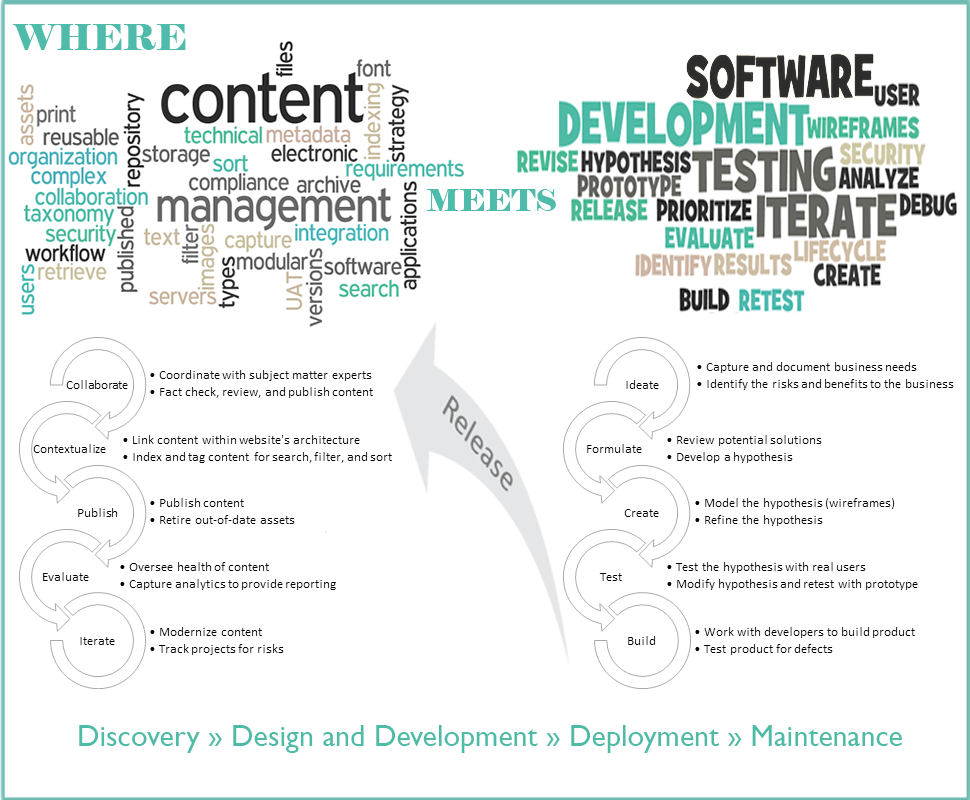 WHERE
files
font
content
assets
print
repository
indexing
strategy
reusable
technical
metadata
organization
storage
sort
electronic
requirements
complex
compliance
archive
collaboration
management
applications
taxonomy
published
security
text
filter
images
capture
integration
workflow
modular
software
users
retrieve
types
UAT
versions
servers
search
MEETS
SOFTWARE
USER
DEVELOPMENT
WIREFRAMES
REVISE
HYPOTHESIS
TESTING
SECURITY
PROTOTYPE
ANALYZE
RELEASE
PRIORITIZE
ITERATE
DEBUG
EVALUATE
LIFECYCLE
IDENTIFY
RESULTS
CREATE
BUILD
RETEST
Collaborate
• Coordinate with subject matter experts
• Fact check, review, and publish content
Contextualize
• Link content within website's architecture
• Index and tag content for search, filter, and sort
Publish
• Publish content
• Retire out-of-date assets
Evaluate
• Oversee health of content
• Capture analytics to provide reporting
Iterate
• Modernize content
• Track projects for risks
Release
Ideate
• Capture and document business needs
• Identify the risks and benefits to the business
Formulate
• Review potential solutions
• Develop a hypothesis
Create
• Model the hypothesis (wireframes)
• Refine the hypothesis
Test
• Test the hypothesis with real users
• Modify hypothesis and retest with prototype
Build
• Work with developers to build product
• Test product for defects
Discovery » Design and Development » Deployment » Maintenance